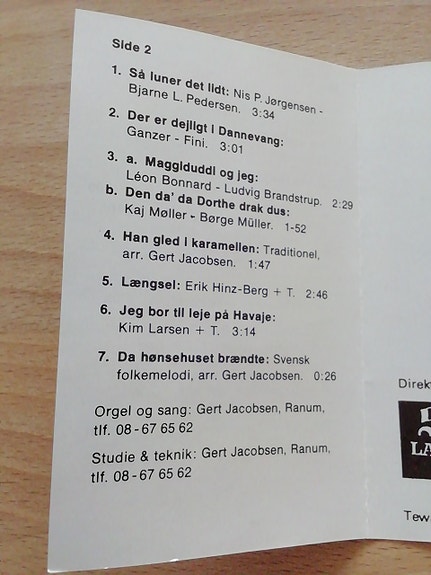 Side 2
1. Så luner det lidt: Nis P. Jørgensen -
Bjarne L. Pedersen. 3:34
2. Der er dejligt i Dannevang:
Ganzer - Fini. 3:01
3. a. Maggiduddi og jeg:
Léon Bonnard - Ludvig Brandstrup. 2:29
b. Den da' da Dorthe drak dus:
Kaj Møller - Børge Müller. 1-52
4. Han gled i karamellen: Traditionel,
arr. Gert Jacobsen. 1:47
5. Længsel: Erik Hinz-Berg + T. 2:46
6. Jeg bor til leje på Havaje:
Kim Larsen + T. 3:14
7. Da hønsehuset brændte: Svensk
folkemelodi, arr. Gert Jacobsen. 0:26
Orgel og sang: Gert Jacobsen, Ranum,
tlf. 08-67 65 62
Studie & teknik: Gert Jacobsen, Ranum,
tlf. 08-67 65 62
Direk
LA
Tew